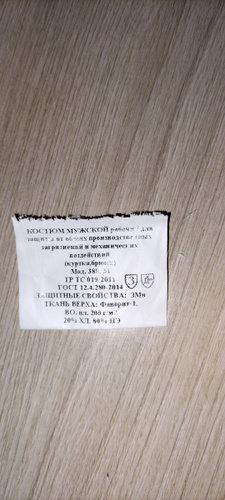 КОСТЮМ МУЖСКОЙ рабочий для
защиты от общих производственных
загрязнений и механических
воздействий
(куртка,брюки)
Мод.
ТР ТС 019/2011
ГОСТ 12.4.280-2014
ЗАЩИТНЫЕ СВОЙСТВА: ЗМи
ТКАНЬ ВЕРХА: Фаворит-1,
ВО, пл. 200 г/м2
20% ХЛ, 80% ПЭ